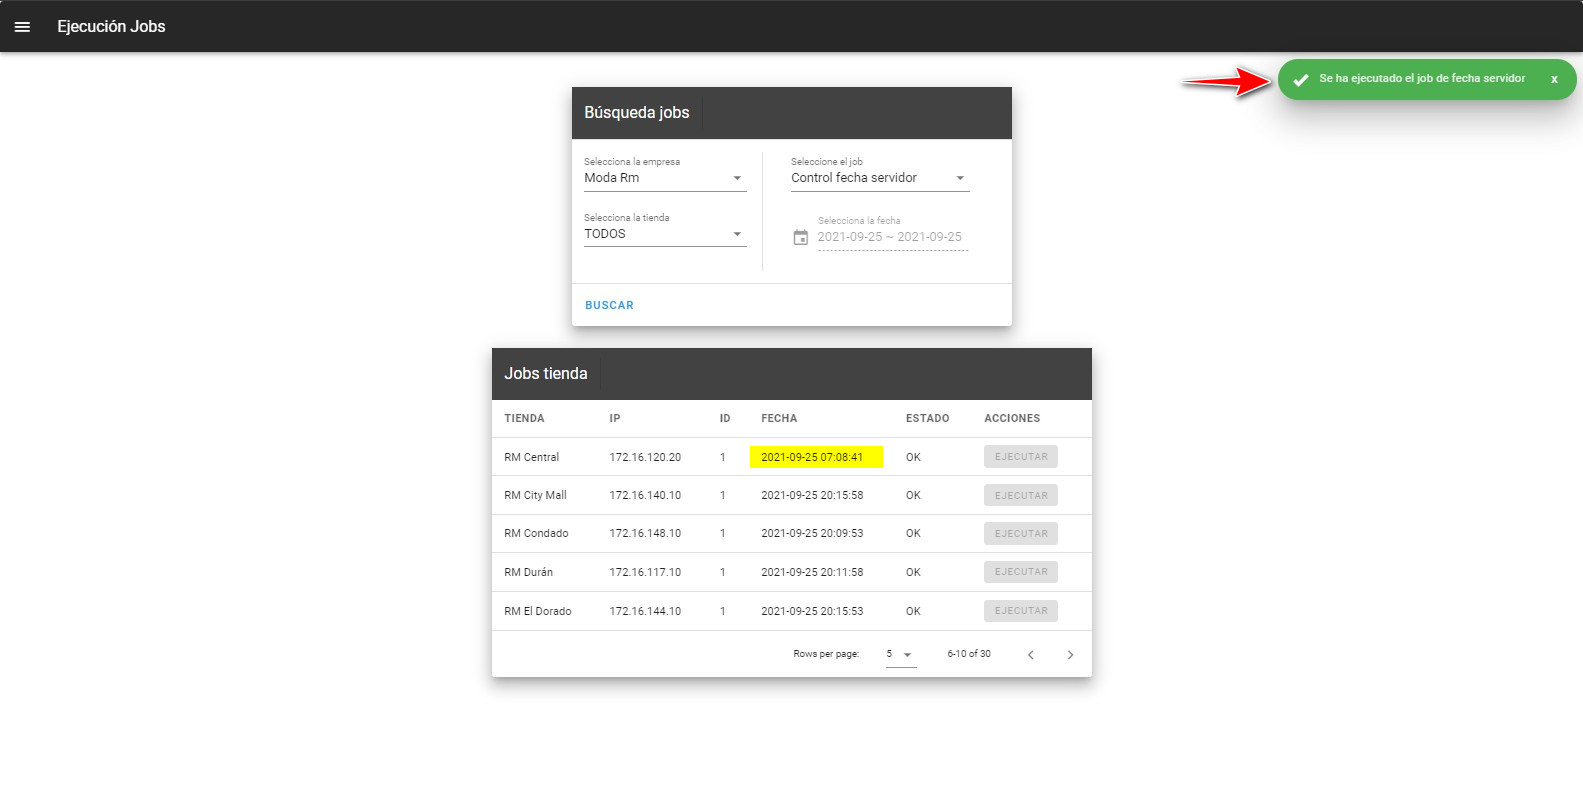 Ejecución Jobs
Se ha ejecutado el job de fecha servidor x
Búsqueda jobs
Selecciona la empresa
Moda Rm
Seleccione el job
Control fecha servidor
Selecciona la tienda
TODOS
Selecciona la fecha
2021-09-25 ~ 2021-09-25
BUSCAR
Jobs tienda
TIENDA IP ID FECHA ESTADO ACCIONES
RM Central 172.16.120.20 1 2021-09-25 07:08:41 OK EJECUTAR
RM City Mall 172.16.140.10 1 2021-09-25 20:15:58 OK EJECUTAR
RM Condado 172.16.148.10 1 2021-09-25 20:09:53 OK EJECUTAR
RM Durán 172.16.117.10 1 2021-09-25 20:11:58 OK EJECUTAR
RM El Dorado 172.16.144.10 1 2021-09-25 20:15:53 OK EJECUTAR
Rows per page: 5 6-10 of 30